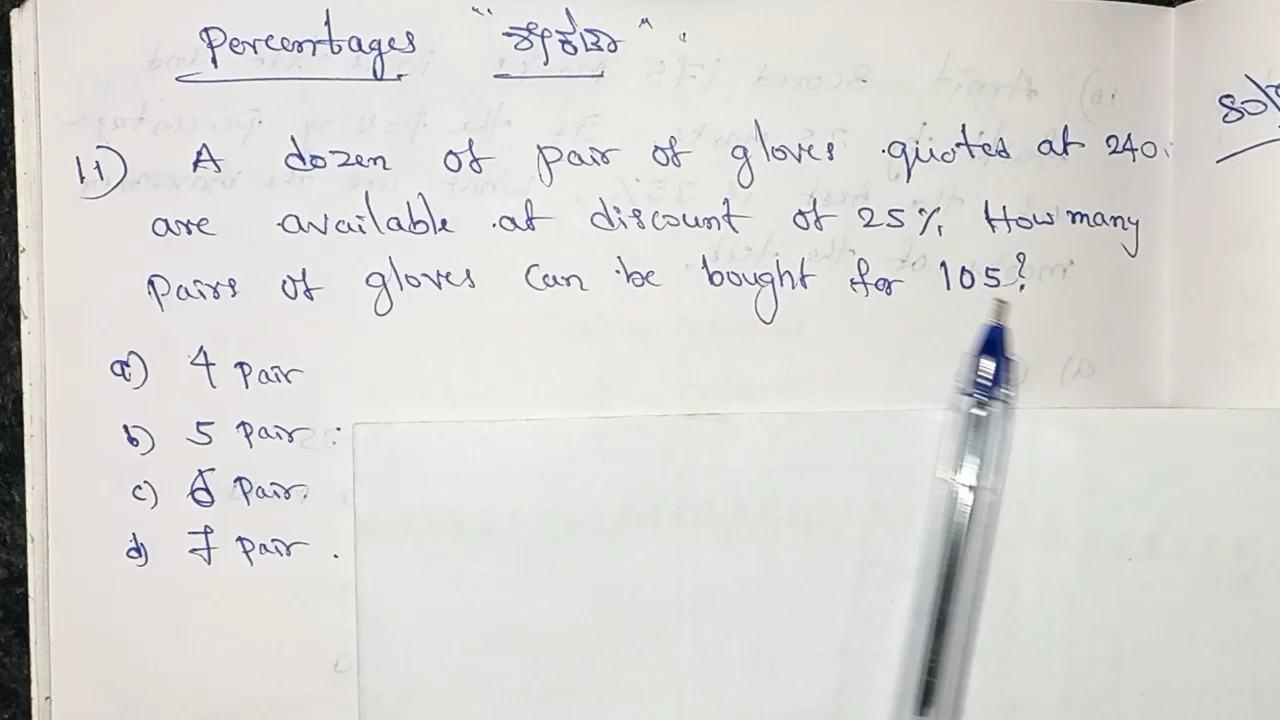 Percentages "ಶೇಕಡಾ"
11) A dozen of pair of gloves quoted at 240.
are available at discount of 25%. How many
pairs of gloves can be bought for 105?
a) 4 pair
b) 5 pair
c) 6 pair
d) 7 pair